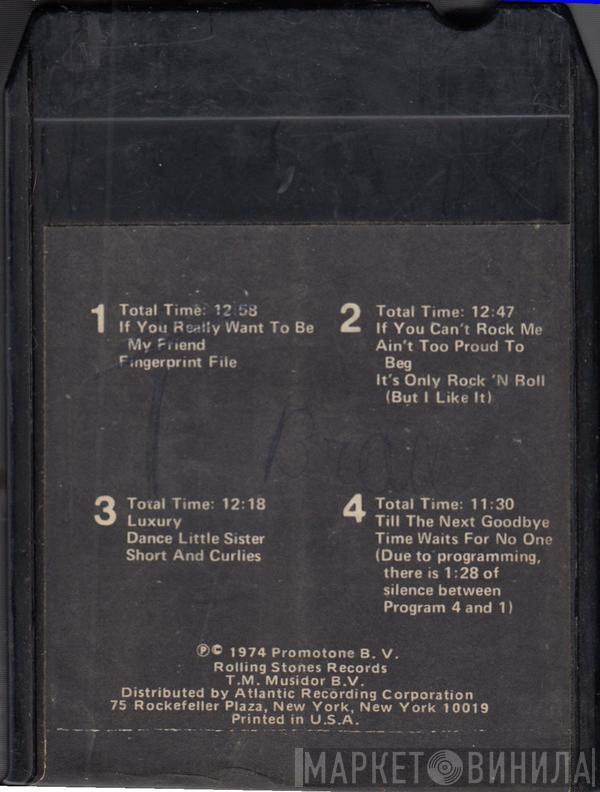 1 Total Time: 12:58
If You Really Want To Be
My Friend
Fingerprint File
2 Total Time: 12:47
If You Can't Rock Me
Ain't Too Proud To
Beg
It's Only Rock 'N Roll
(But I Like It)
3 Total Time: 12:18
Luxury
Dance Little Sister
Short And Curlies
4 Total Time: 11:30
Till The Next Goodbye
Time Waits For No One
(Due to programming,
there is 1:28 of
silence between
Program 4 and 1)
℗© 1974 Promotone B. V.
Rolling Stones Records
T.M. Musidor B.V.
Distributed by Atlantic Recording Corporation
75 Rockefeller Plaza, New York, New York 10019
Printed in U.S.A.
МАРКЕТ ВИНИЛА